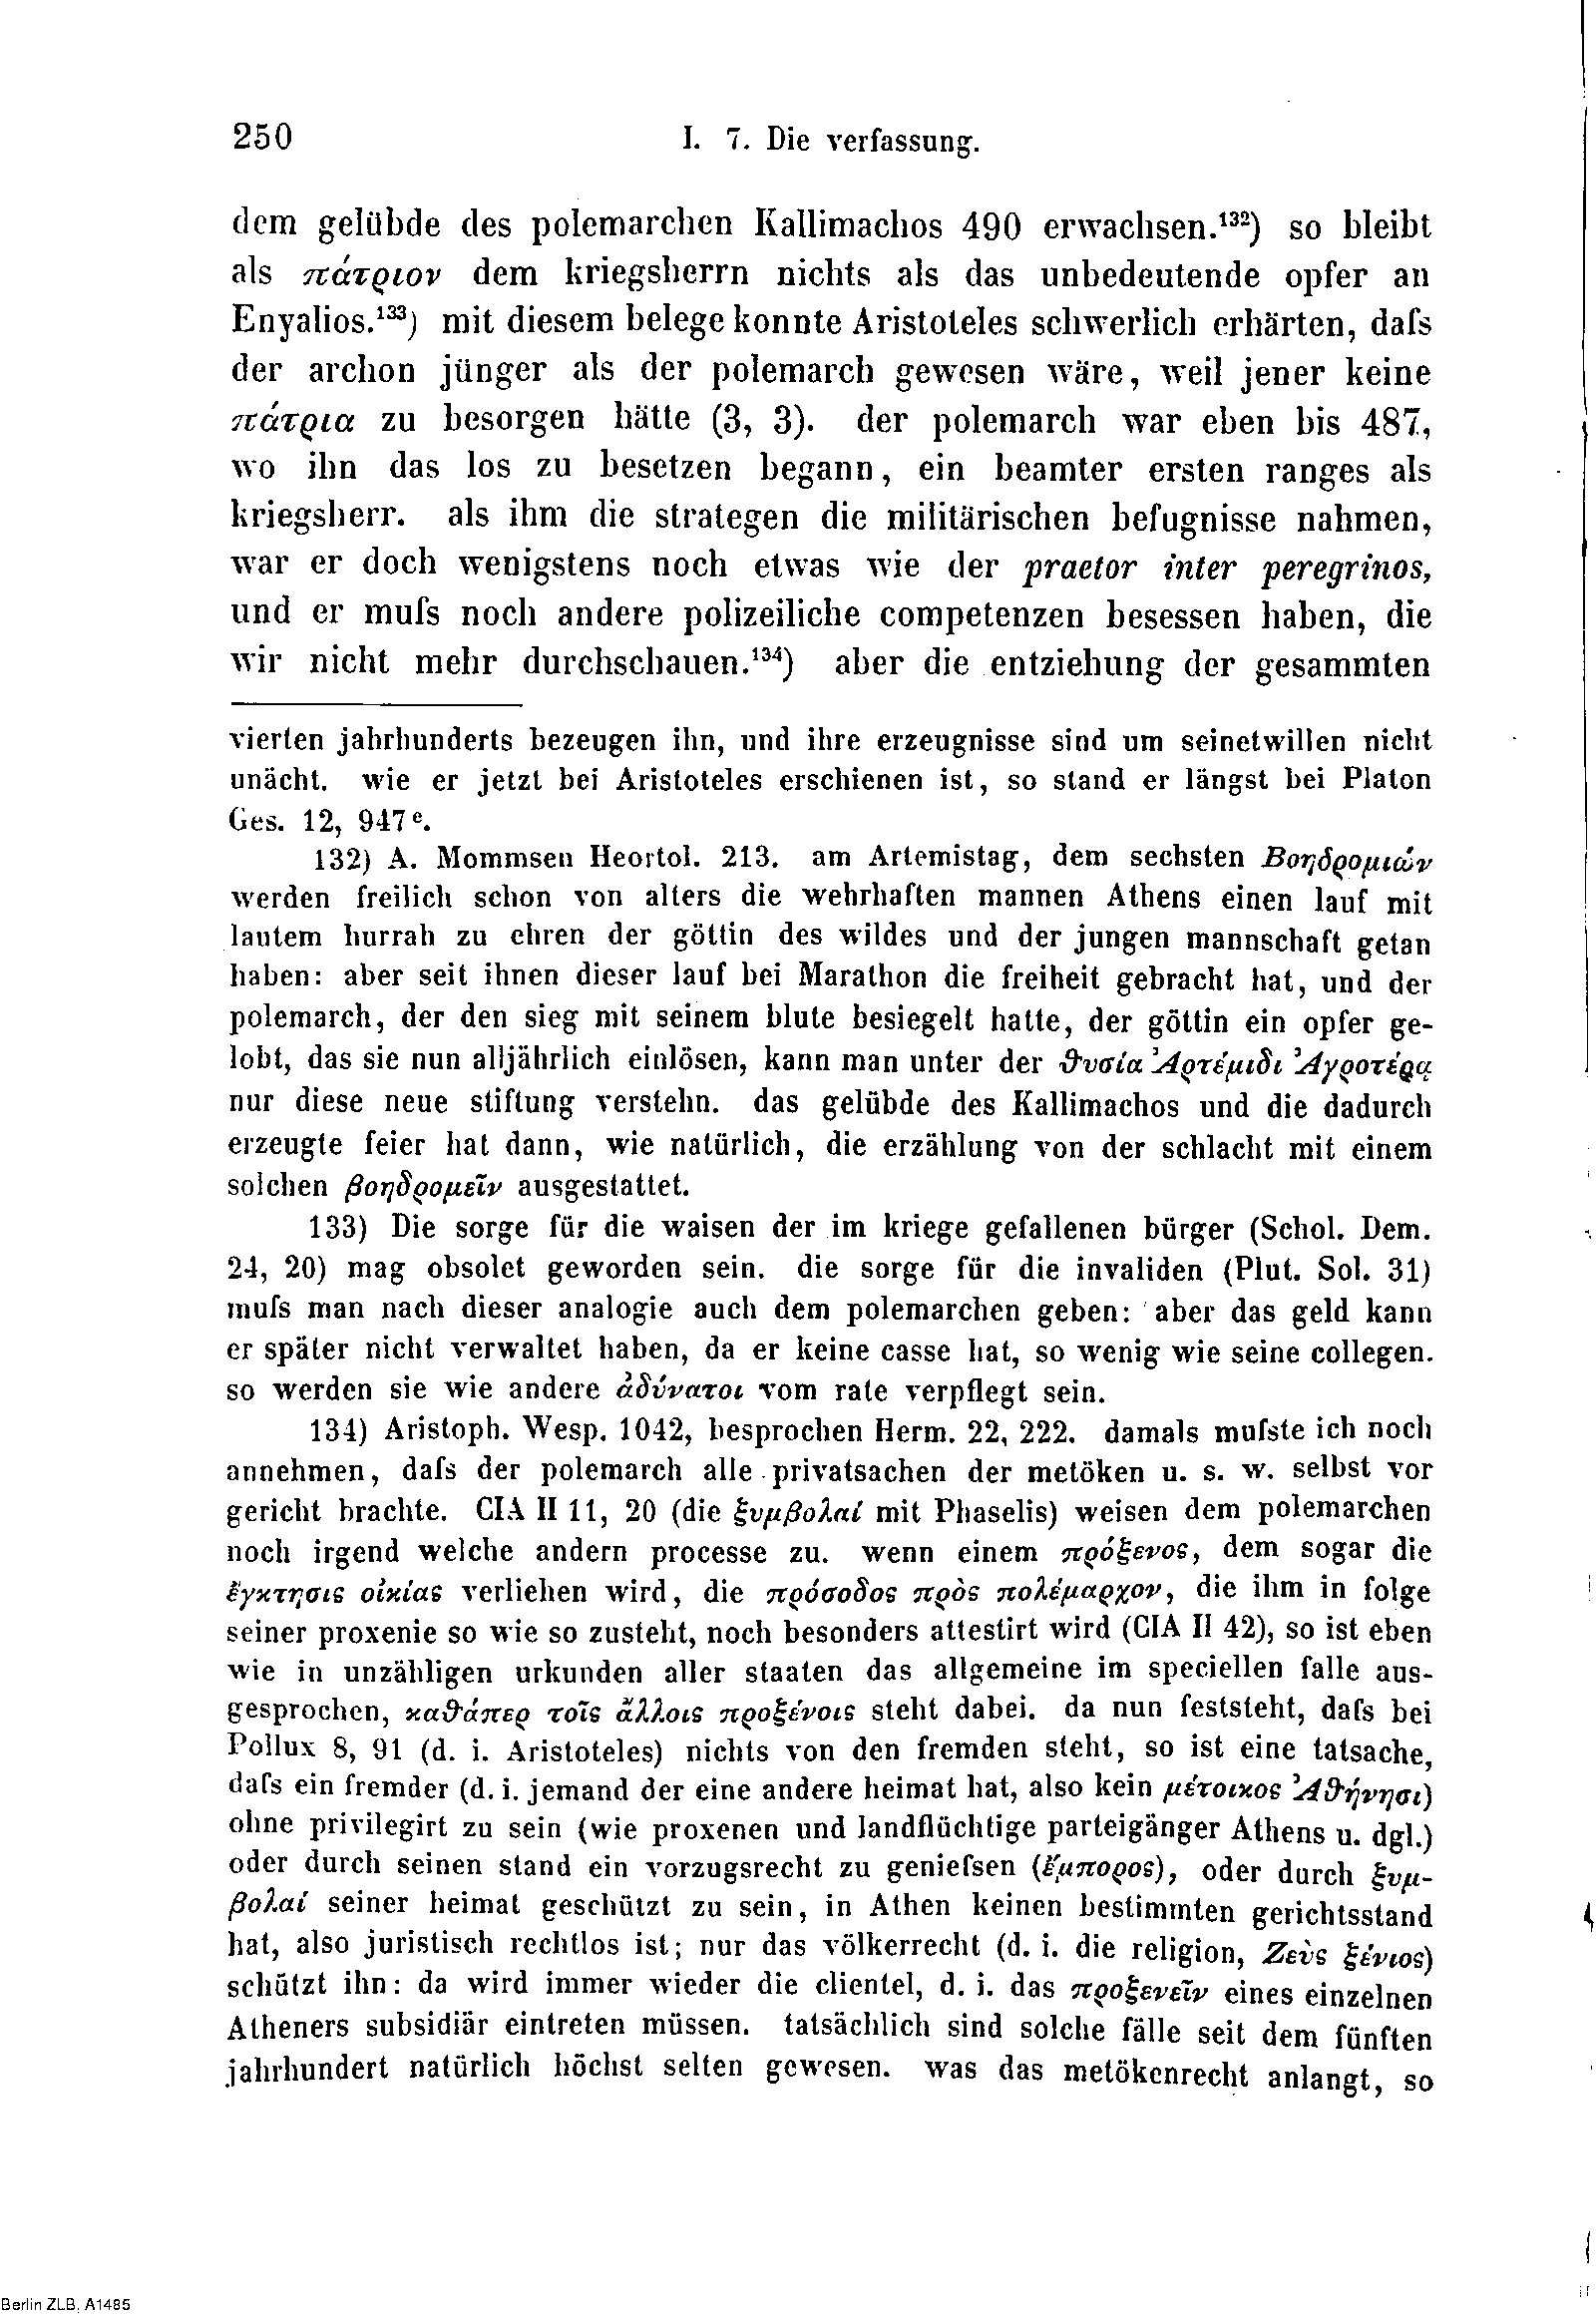 250 I. 7. Die verfassung.
dem gelübde des polemarchen Kallimachos 490 erwachsen.¹³²) so bleibt
als πάτριον dem kriegsherrn nichts als das unbedeutende opfer an
Enyalios.¹³³) mit diesem belege konnte Aristoteles schwerlich erhärten, daſs
der archon jünger als der polemarch gewesen wäre, weil jener keine
πάτρια zu besorgen hätte (3, 3). der polemarch war eben bis 487,
wo ihn das los zu besetzen begann, ein beamter ersten ranges als
kriegsherr. als ihm die strategen die militärischen befugnisse nahmen,
war er doch wenigstens noch etwas wie der praetor inter peregrinos,
und er muſs noch andere polizeiliche competenzen besessen haben, die
wir nicht mehr durchschauen.¹³⁴) aber die entziehung der gesammten
vierten jahrhunderts bezeugen ihn, und ihre erzeugnisse sind um seinetwillen nicht
unächt. wie er jetzt bei Aristoteles erschienen ist, so stand er längst bei Platon
Ges. 12, 947ᵉ.
132) A. Mommsen Heortol. 213. am Artemistag, dem sechsten Βοηδρομιών
werden freilich schon von alters die wehrhaften mannen Athens einen lauf mit
lautem hurrah zu ehren der göttin des wildes und der jungen mannschaft getan
haben: aber seit ihnen dieser lauf bei Marathon die freiheit gebracht hat, und der
polemarch, der den sieg mit seinem blute besiegelt hatte, der göttin ein opfer ge-
lobt, das sie nun alljährlich einlösen, kann man unter der θυσία Ἀρτέμιδι Ἀγροτέρᾳ
nur diese neue stiftung verstehn. das gelübde des Kallimachos und die dadurch
erzeugte feier hat dann, wie natürlich, die erzählung von der schlacht mit einem
solchen βοηδρομεῖν ausgestattet.
133) Die sorge für die waisen der im kriege gefallenen bürger (Schol. Dem.
24, 20) mag obsolet geworden sein. die sorge für die invaliden (Plut. Sol. 31)
muſs man nach dieser analogie auch dem polemarchen geben: aber das geld kann
er später nicht verwaltet haben, da er keine casse hat, so wenig wie seine collegen.
so werden sie wie andere ἀδύνατοι vom rate verpflegt sein.
134) Aristoph. Wesp. 1042, besprochen Herm. 22, 222. damals muſste ich noch
annehmen, daſs der polemarch alle privatsachen der metöken u. s. w. selbst vor
gericht brachte. CIA II 11, 20 (die ξυμβολαί mit Phaselis) weisen dem polemarchen
noch irgend welche andern processe zu. wenn einem πρόξενος, dem sogar die
ἔγκτησις οἰκίας verliehen wird, die πρόσοδος πρὸς πολέμαρχον, die ihm in folge
seiner proxenie so wie so zusteht, noch besonders attestirt wird (CIA II 42), so ist eben
wie in unzähligen urkunden aller staaten das allgemeine im speciellen falle aus-
gesprochen, καθάπερ τοῖς ἄλλοις προξένοις steht dabei. da nun feststeht, daſs bei
Pollux 8, 91 (d. i. Aristoteles) nichts von den fremden steht, so ist eine tatsache,
daſs ein fremder (d. i. jemand der eine andere heimat hat, also kein μέτοικος Ἀθήνησι)
ohne privilegirt zu sein (wie proxenen und landflüchtige parteigänger Athens u. dgl.)
oder durch seinen stand ein vorzugsrecht zu genieſsen (ἔμπορος), oder durch ξυμ-
βολαί seiner heimat geschützt zu sein, in Athen keinen bestimmten gerichtsstand
hat, also juristisch rechtlos ist; nur das völkerrecht (d. i. die religion, Ζεὺς ξένιος)
schützt ihn: da wird immer wieder die clientel, d. i. das προξενεῖν eines einzelnen
Atheners subsidiär eintreten müssen. tatsächlich sind solche fälle seit dem fünften
jahrhundert natürlich höchst selten gewesen. was das metökenrecht anlangt, so
Berlin ZLB, A1485